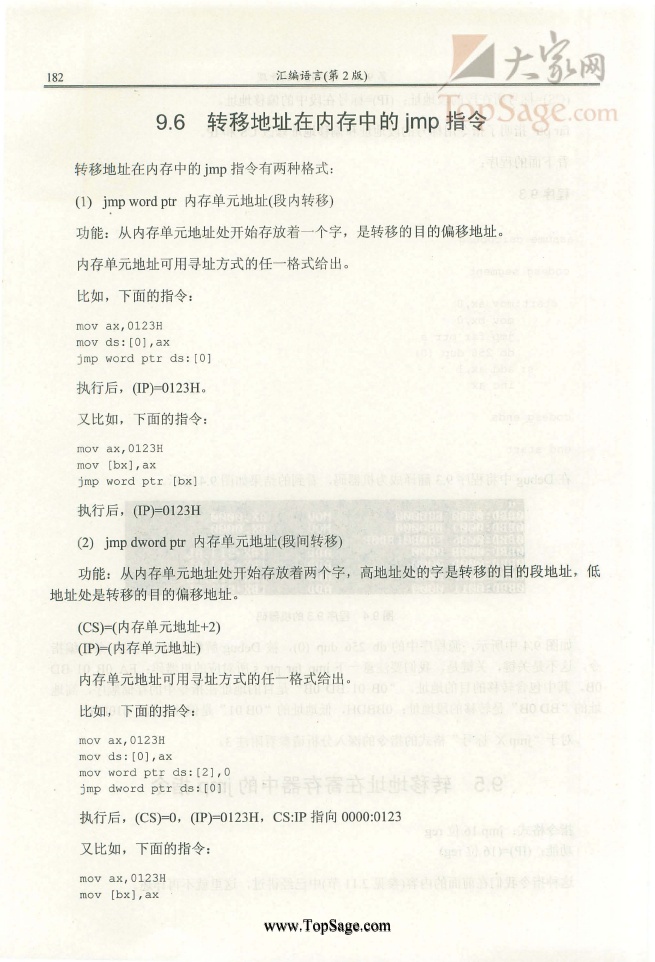 大家网
TopSage.com
182
汇编语言(第2版)
9.6 转移地址在内存中的 jmp 指令
转移地址在内存中的 jmp 指令有两种格式：
(1) jmp word ptr 内存单元地址(段内转移)
功能：从内存单元地址处开始存放着一个字，是转移的目的偏移地址。
内存单元地址可用寻址方式的任一格式给出。
比如，下面的指令：
mov ax,0123H
mov ds:[0],ax
jmp word ptr ds:[0]
执行后，(IP)=0123H。
又比如，下面的指令：
mov ax,0123H
mov [bx],ax
jmp word ptr [bx]
执行后，(IP)=0123H
(2) jmp dword ptr 内存单元地址(段间转移)
功能：从内存单元地址处开始存放着两个字，高地址处的字是转移的目的段地址，低
地址处是转移的目的偏移地址。
(CS)=(内存单元地址+2)
(IP)=(内存单元地址)
内存单元地址可用寻址方式的任一格式给出。
比如，下面的指令：
mov ax,0123H
mov ds:[0],ax
mov word ptr ds:[2],0
jmp dword ptr ds:[0]
执行后，(CS)=0，(IP)=0123H，CS:IP 指向 0000:0123
又比如，下面的指令：
mov ax,0123H
mov [bx],ax
www.TopSage.com